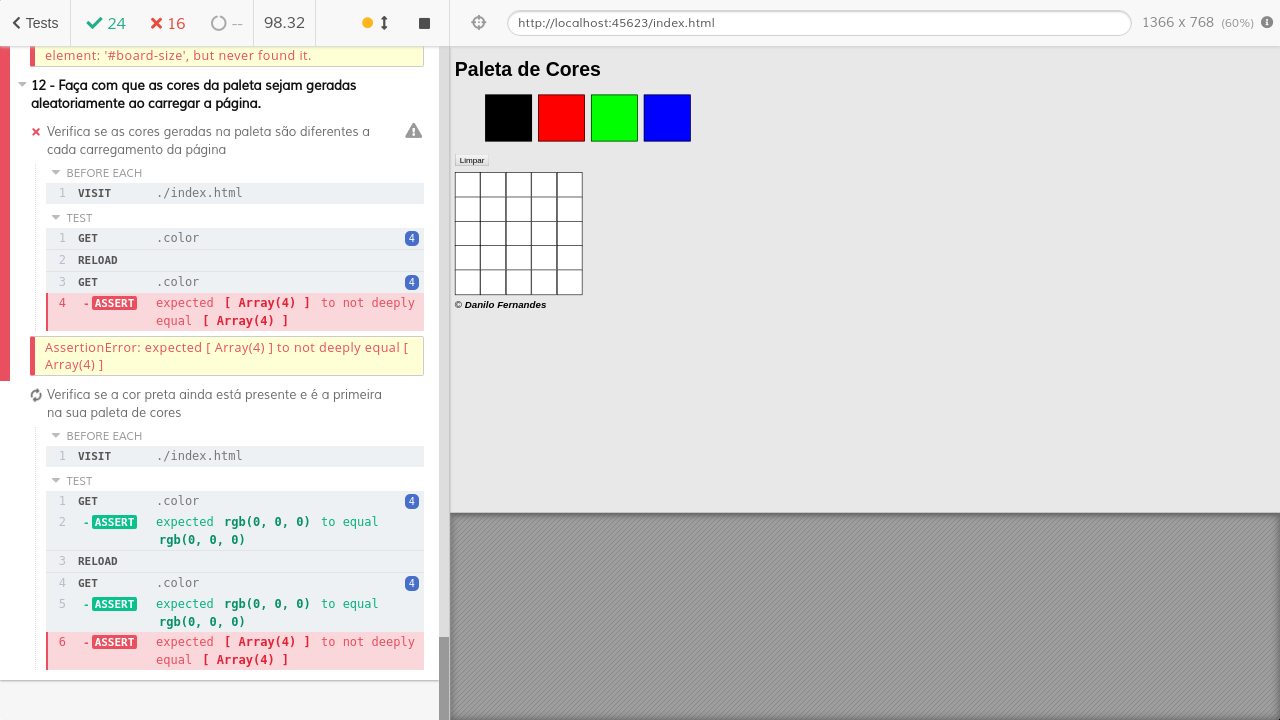 Tests
24
16
--
98.32
http://localhost:45623/index.html
1366 x 768 (60%)
element: '#board-size', but never found it.
12 - Faça com que as cores da paleta sejam geradas
aleatoriamente ao carregar a página.
Verifica se as cores geradas na paleta são diferentes a
cada carregamento da página
BEFORE EACH
1 VISIT ./index.html
TEST
1 GET .color 4
2 RELOAD
3 GET .color 4
4 -ASSERT expected [ Array(4) ] to not deeply
equal [ Array(4) ]
AssertionError: expected [ Array(4) ] to not deeply equal [
Array(4) ]
Verifica se a cor preta ainda está presente e é a primeira
na sua paleta de cores
BEFORE EACH
1 VISIT ./index.html
TEST
1 GET .color 4
2 -ASSERT expected rgb(0, 0, 0) to equal
rgb(0, 0, 0)
3 RELOAD
4 GET .color 4
5 -ASSERT expected rgb(0, 0, 0) to equal
rgb(0, 0, 0)
6 -ASSERT expected [ Array(4) ] to not deeply
equal [ Array(4) ]
Paleta de Cores
Limpar
© Danilo Fernandes